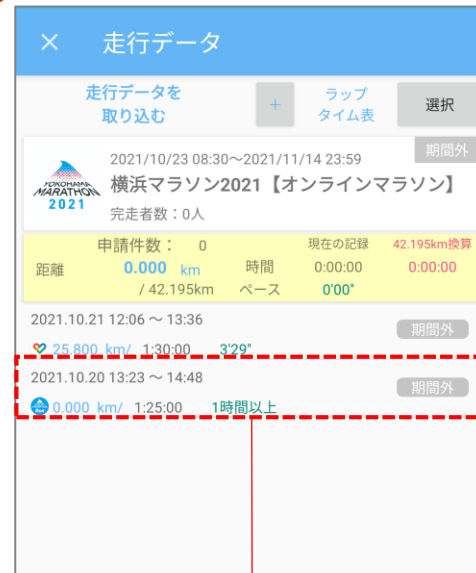 × 走行データ
走行データを
取り込む
+
ラップ
タイム表
選択
期間外
2021/10/23 08:30～2021/11/14 23:59
YOKOHAMA
MARATHON
2021
横浜マラソン2021【オンラインマラソン】
完走者数：0人
申請件数： 0 現在の記録 42.195km換算
距離 0.000 km 時間 0:00:00 0:00:00
/ 42.195km ペース 0'00"
2021.10.21 12:06 ～ 13:36 期間外
25.800 km/ 1:30:00 3'29"
2021.10.20 13:23 ～ 14:48 期間外
0.000 km/ 1:25:00 1時間以上